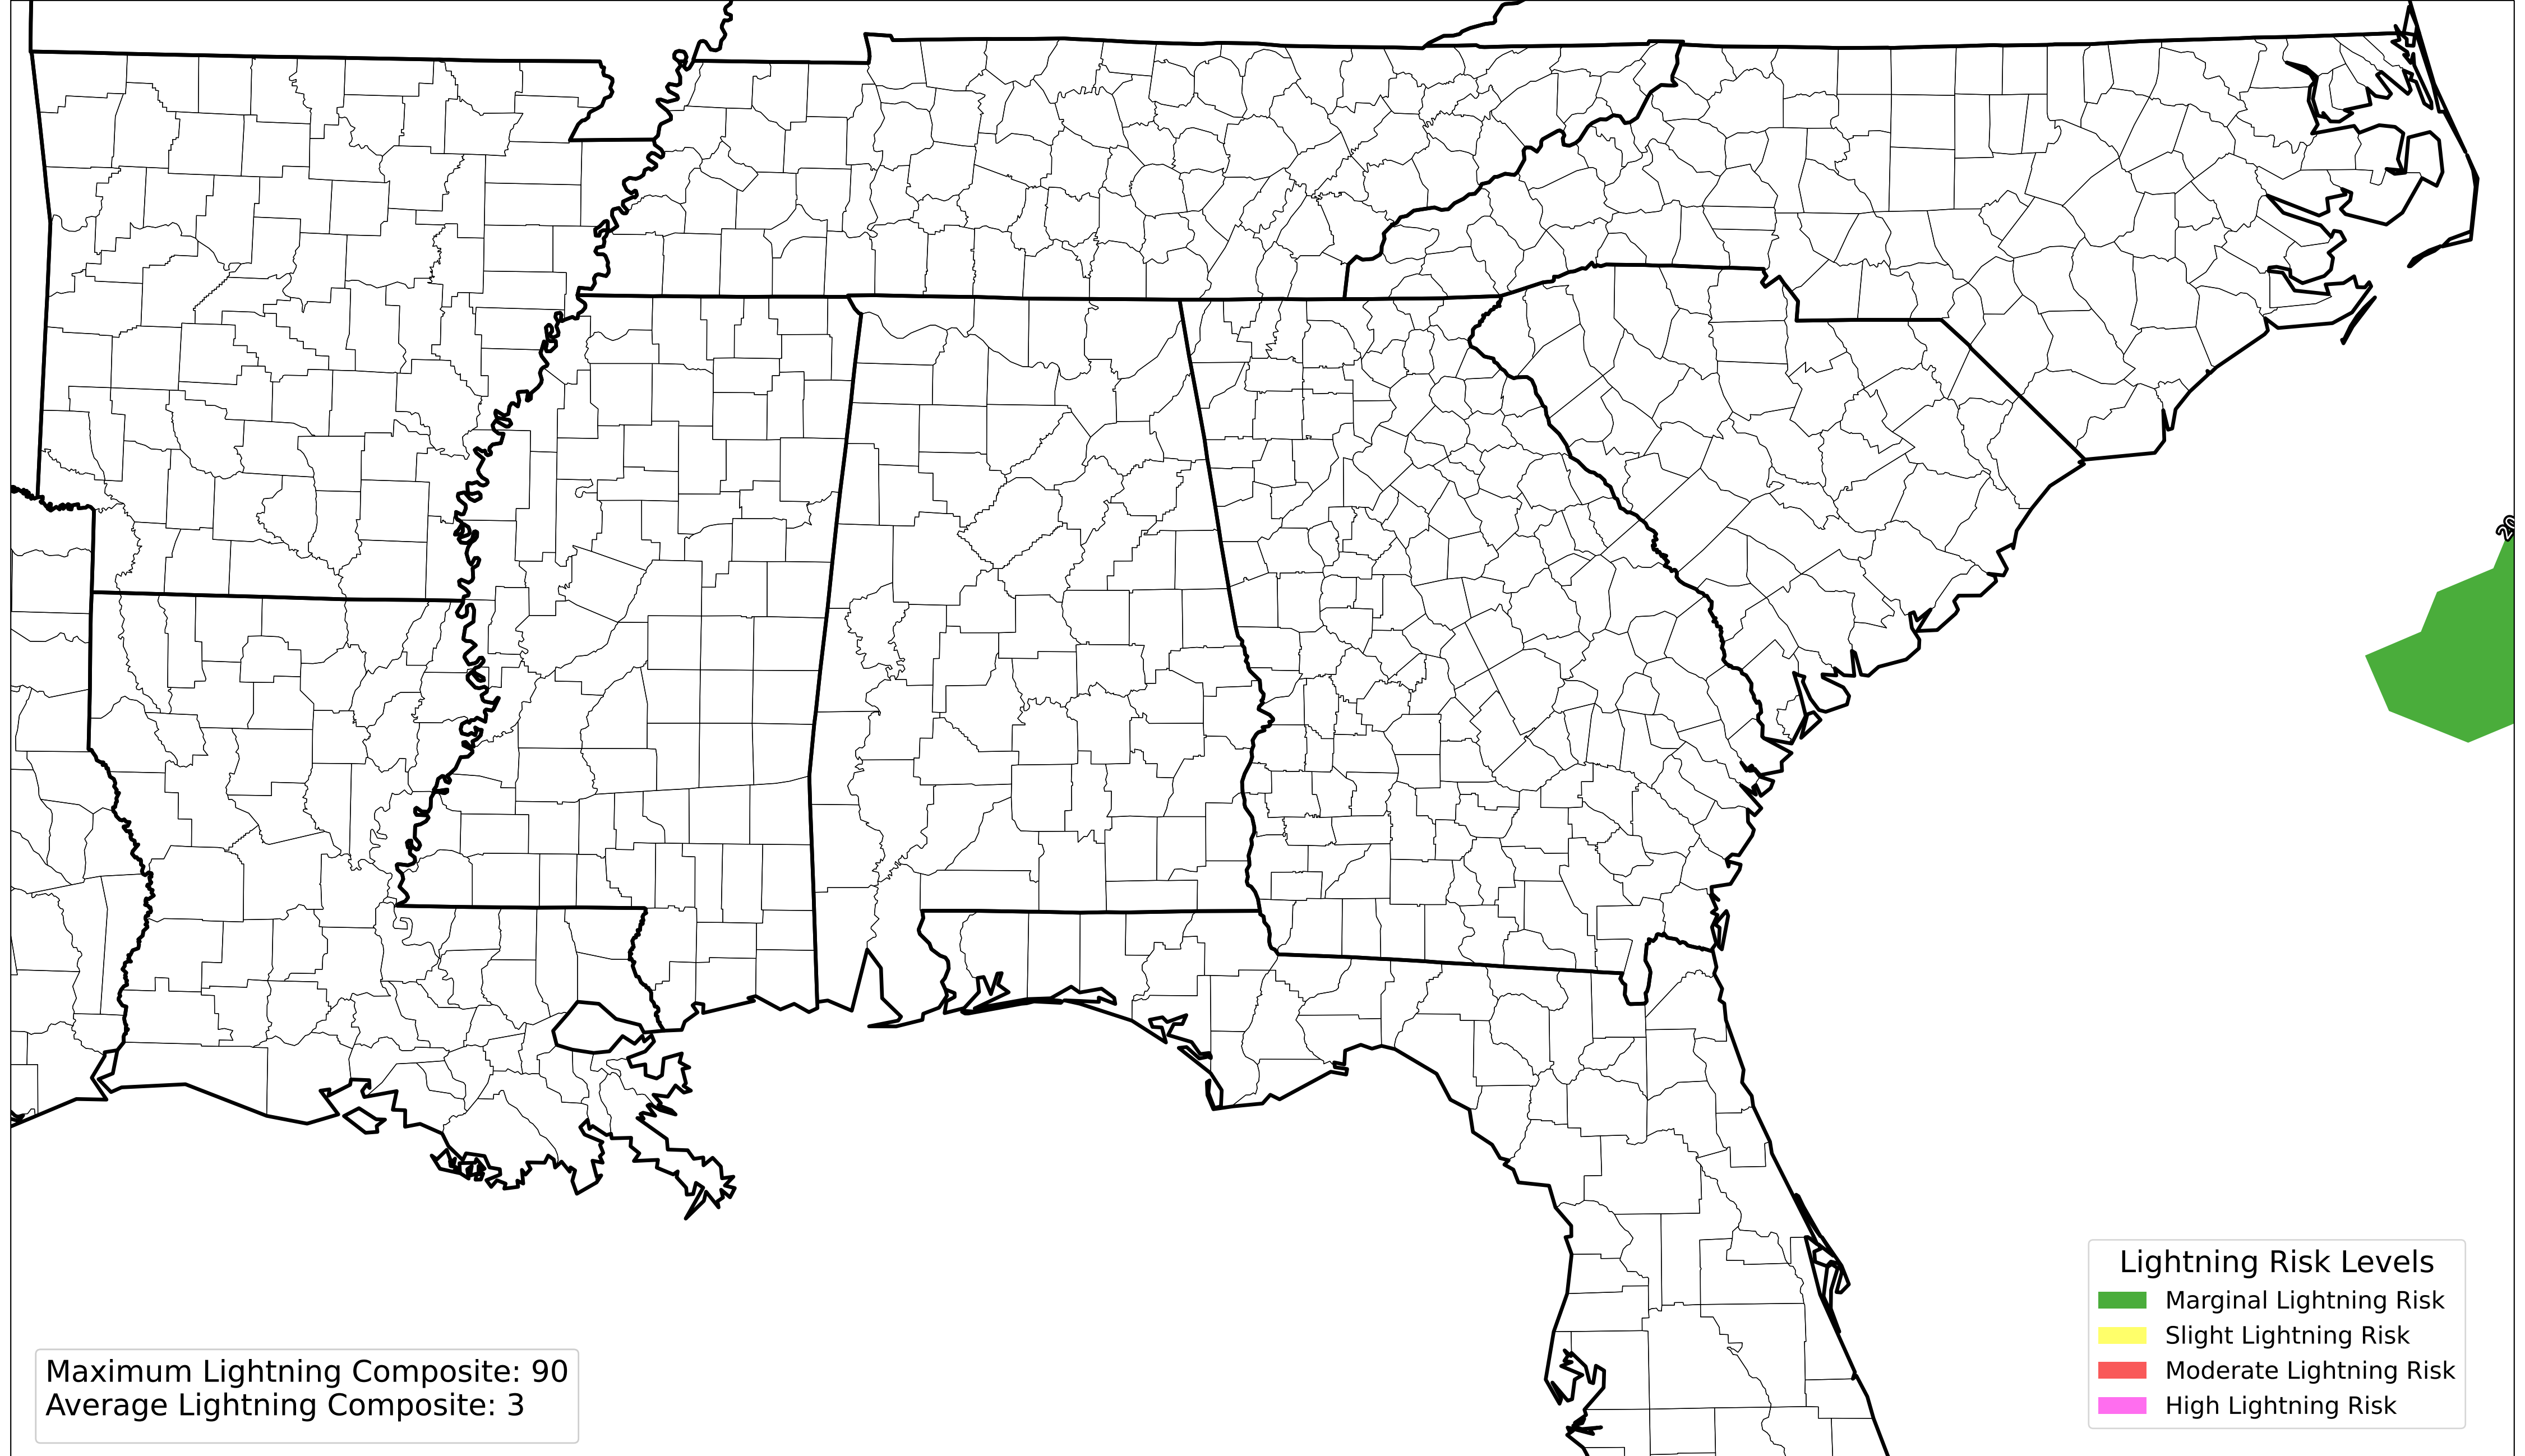 20
Maximum Lightning Composite: 90
Average Lightning Composite: 3
Lightning Risk Levels
Marginal Lightning Risk
Slight Lightning Risk
Moderate Lightning Risk
High Lightning Risk